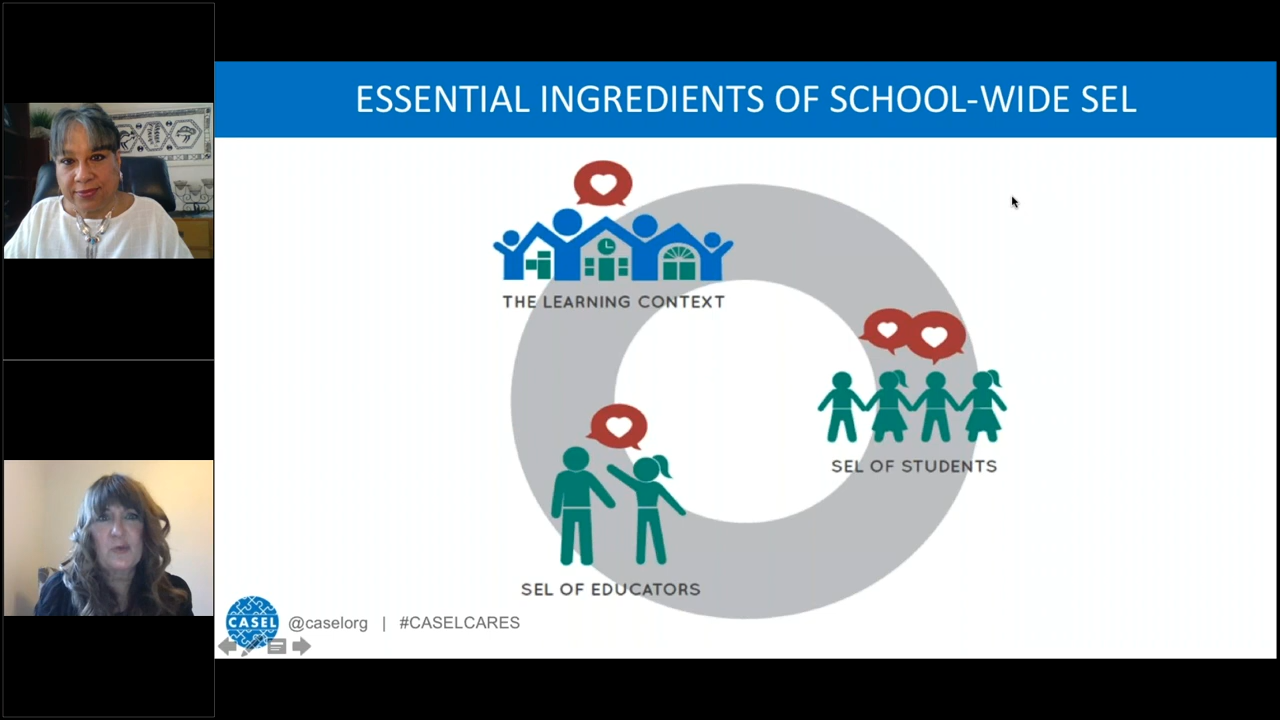 ESSENTIAL INGREDIENTS OF SCHOOL-WIDE SEL
THE LEARNING CONTEXT
SEL OF STUDENTS
SEL OF EDUCATORS
CASEL @caselorg | #CASELCARES